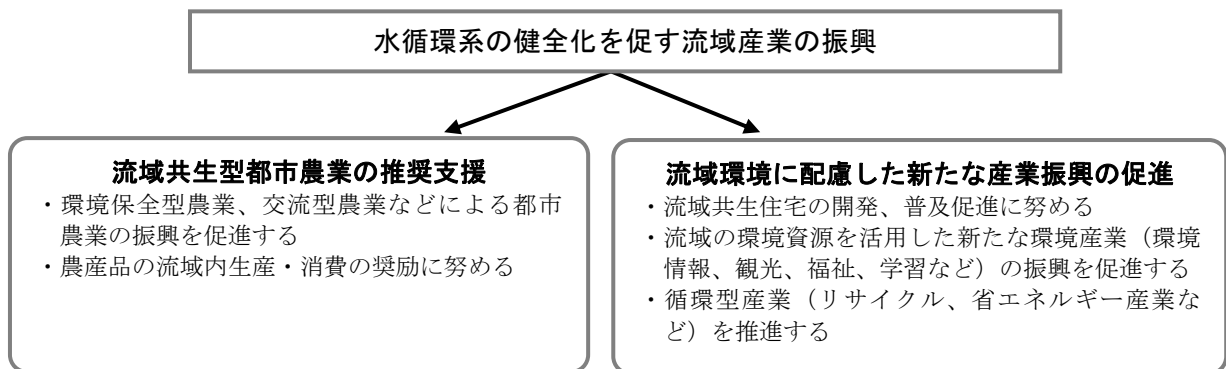 水循環系の健全化を促す流域産業の振興
流域共生型都市農業の推奨支援
・環境保全型農業、交流型農業などによる都市
農業の振興を促進する
・農産品の流域内生産・消費の奨励に努める
流域環境に配慮した新たな産業振興の促進
・流域共生住宅の開発、普及促進に努める
・流域の環境資源を活用した新たな環境産業（環境
情報、観光、福祉、学習など）の振興を促進する
・循環型産業（リサイクル、省エネルギー産業な
ど）を推進する